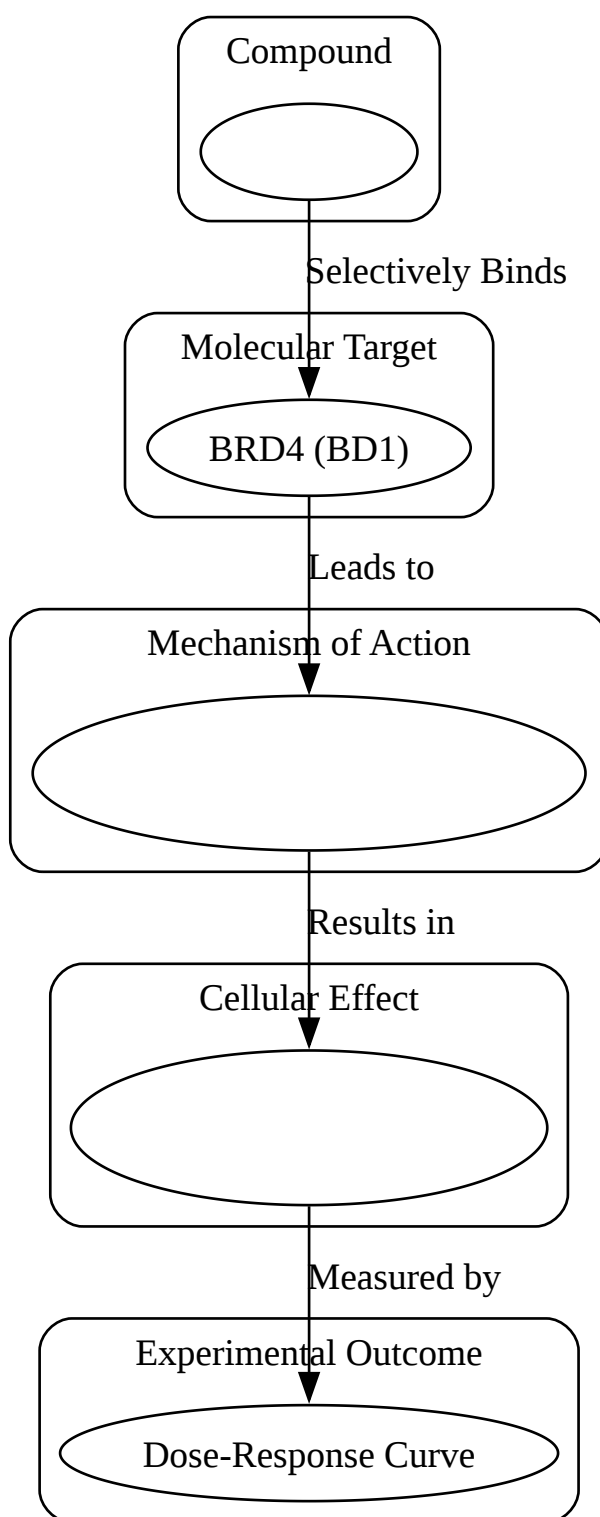 Compound
Selectively Binds
Molecular Target
BRD4 (BD1)
Leads to
Mechanism of Action
Results in
Cellular Effect
Measured by
Experimental Outcome
Dose-Response Curve